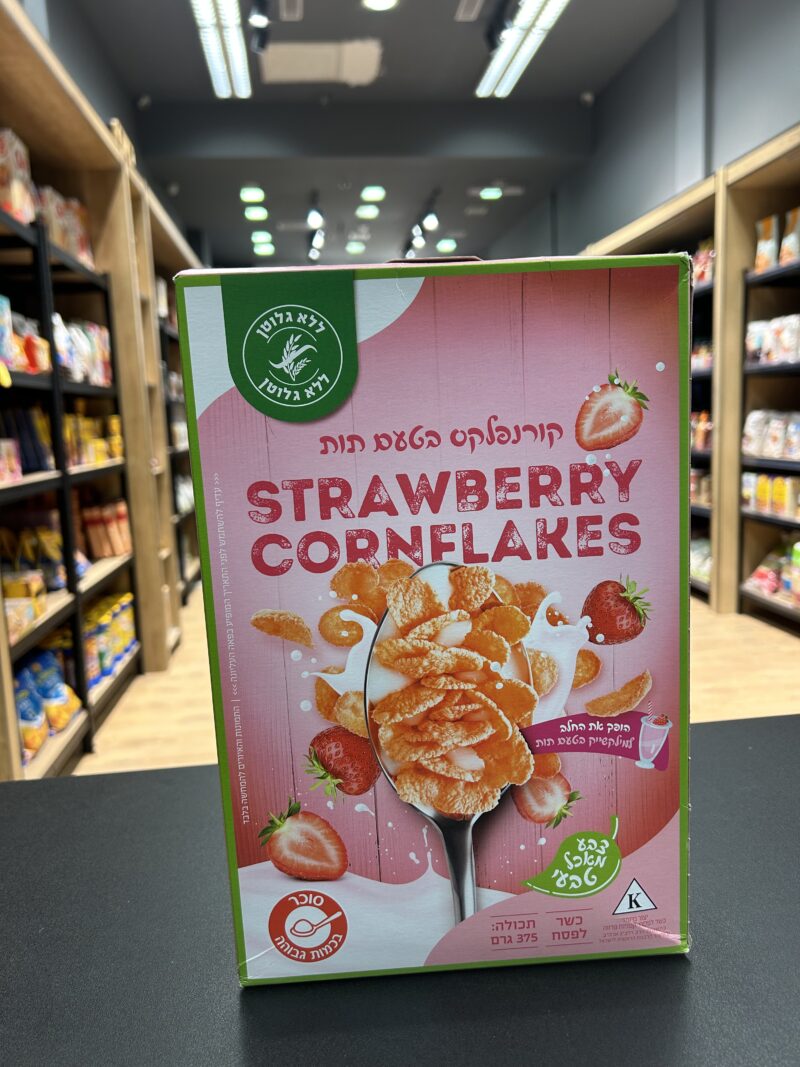 ללא גלוטן
ללא גלוטן
קורנפלקס בטעם תות
STRAWBERRY
CORNFLAKES
הופך את החלב
למילקשייק בטעם תות
צבע
מאכל
טבעי
סוכר
בכמות גבוהה
תכולה:
375 גרם
כשר
לפסח
K